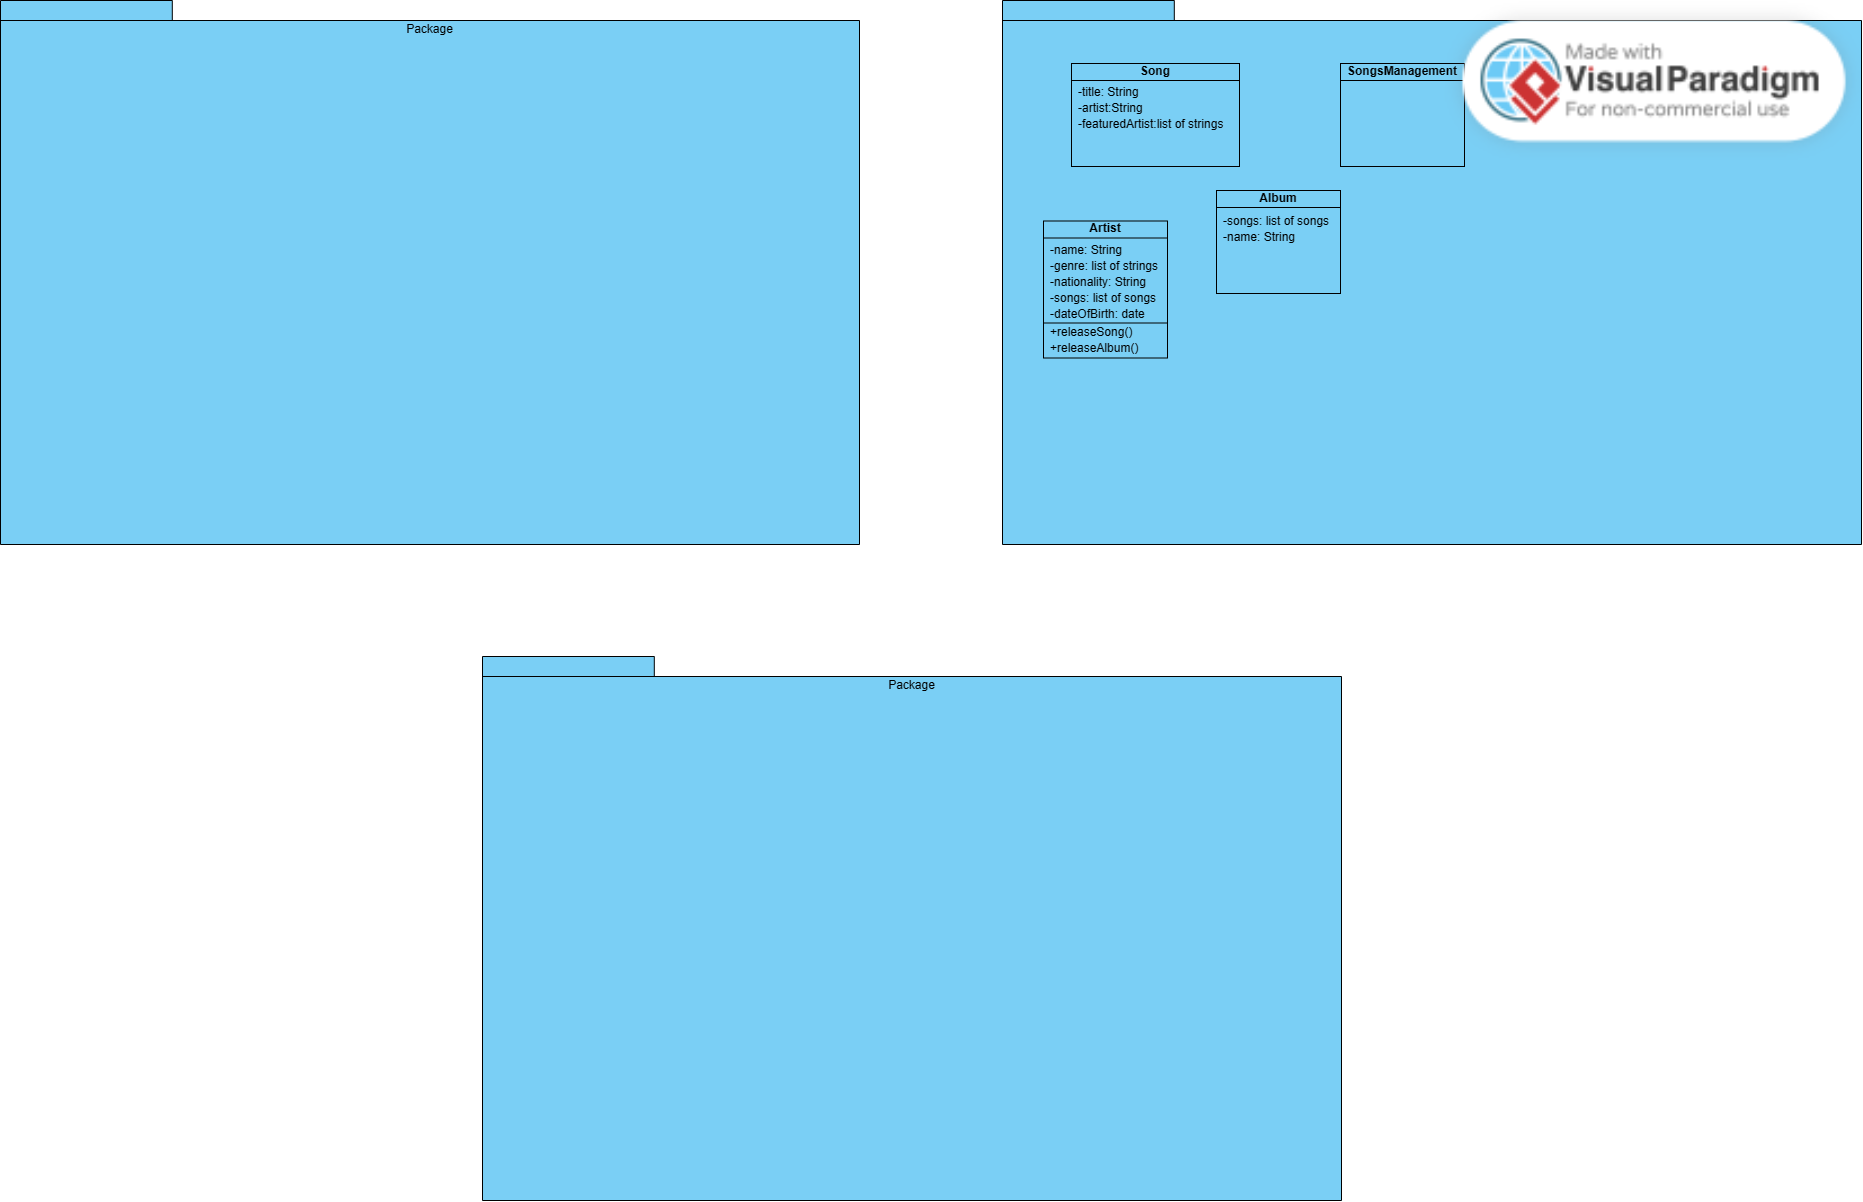 Package
Song
-title: String
-artist:String
-featuredArtist:list of strings
SongsManagement
Made with
Visual Paradigm
For non-commercial use
Album
-songs: list of songs
-name: String
Artist
-name: String
-genre: list of strings
-nationality: String
-songs: list of songs
-dateOfBirth: date
+releaseSong()
+releaseAlbum()
Package